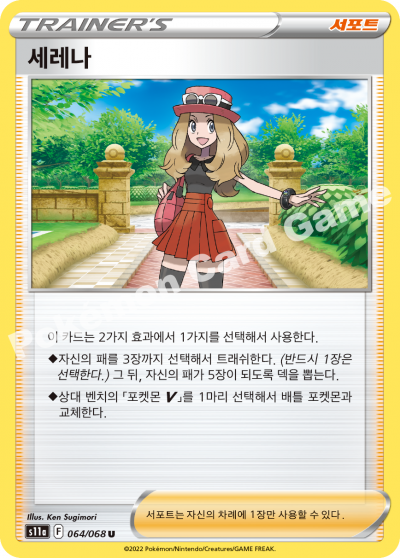 TRAINER'S 서포트
세레나
Pokémon Card Game
이 카드는 2가지 효과에서 1가지를 선택해서 사용한다.
◆자신의 패를 3장까지 선택해서 트래쉬한다. (반드시 1장은
선택한다.) 그 뒤, 자신의 패가 5장이 되도록 덱을 뽑는다.
◆상대 벤치의 「포켓몬 V」를 1마리 선택해서 배틀 포켓몬과
교체한다.
Illus. Ken Sugimori
s11a F 064/068 U
서포트는 자신의 차례에 1장만 사용할 수 있다.
©2022 Pokémon/Nintendo/Creatures/GAME FREAK.